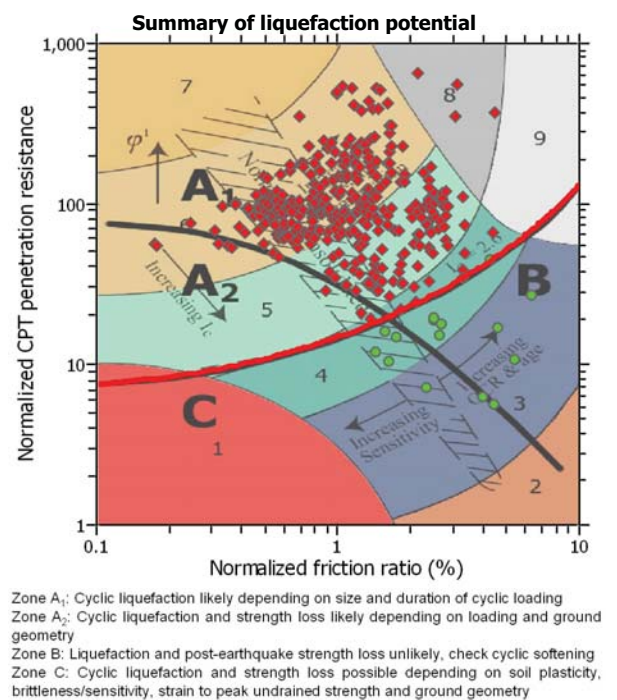 Summary of liquefaction potential
Normalized CPT penetration resistance
1,000
100
10
1
7
8
9
φ'
A1
A2
Increasing Ic
5
B
4
Increasing
OCR & age
C
3
Increasing
Sensitivity
1
2
0.1
1
10
Normalized friction ratio (%)
Zone A1: Cyclic liquefaction likely depending on size and duration of cyclic loading
Zone A2: Cyclic liquefaction and strength loss likely depending on loading and ground
geometry
Zone B: Liquefaction and post-earthquake strength loss unlikely, check cyclic softening
Zone C: Cyclic liquefaction and strength loss possible depending on soil plasticity,
brittleness/sensitivity, strain to peak undrained strength and ground geometry